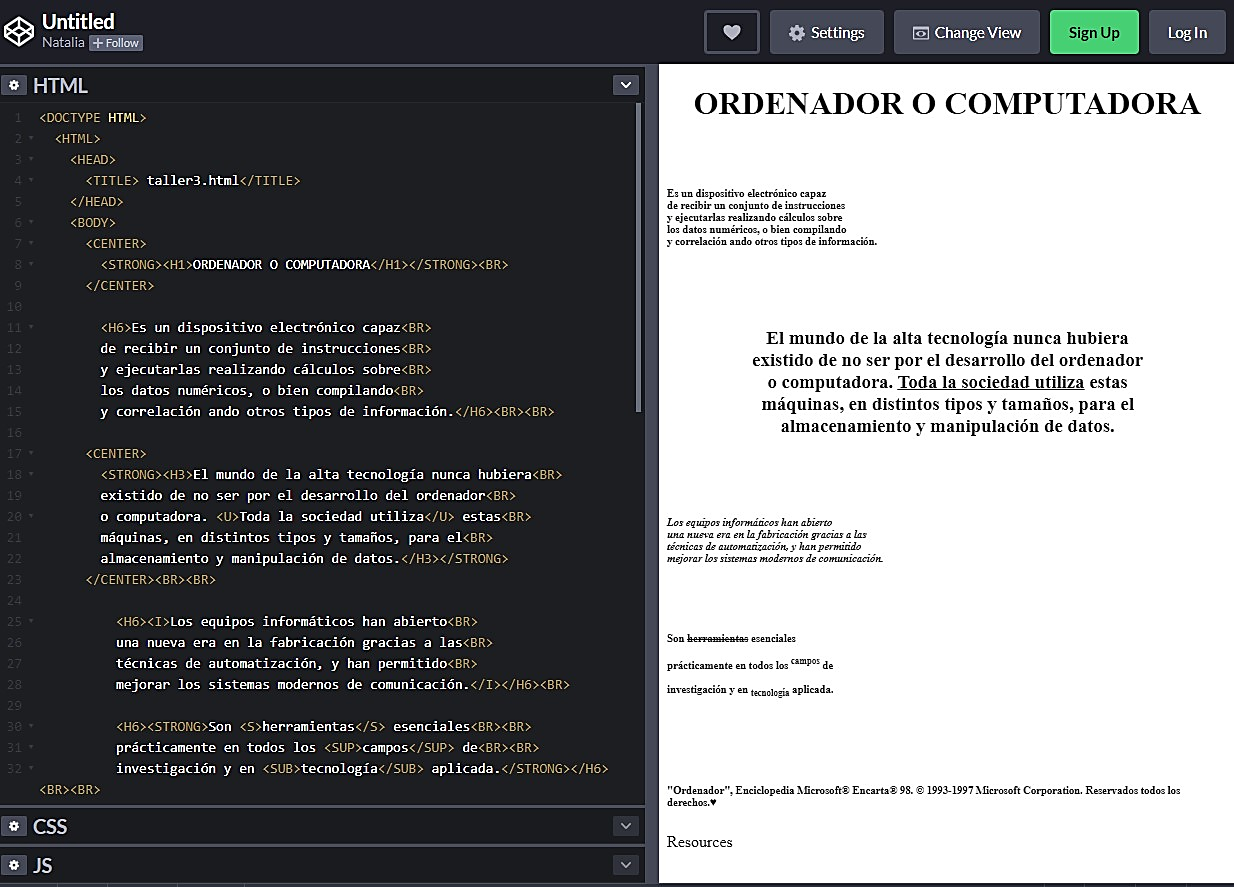 Untitled
Natalia + Follow
Settings
Change View
Sign Up
Log In
HTML
1 <DOCTYPE HTML>
2 <HTML>
3 <HEAD>
4 <TITLE> taller3.html</TITLE>
5 </HEAD>
6 <BODY>
7 <CENTER>
8 <STRONG><H1>ORDENADOR O COMPUTADORA</H1></STRONG><BR>
9 </CENTER>
10
11 <H6>Es un dispositivo electrónico capaz<BR>
12 de recibir un conjunto de instrucciones<BR>
13 y ejecutarlas realizando cálculos sobre<BR>
14 los datos numéricos, o bien compilando<BR>
15 y correlación ando otros tipos de información.</H6><BR><BR>
16
17 <CENTER>
18 <STRONG><H3>El mundo de la alta tecnología nunca hubiera<BR>
19 existido de no ser por el desarrollo del ordenador<BR>
20 o computadora. <U>Toda la sociedad utiliza</U> estas<BR>
21 máquinas, en distintos tipos y tamaños, para el<BR>
22 almacenamiento y manipulación de datos.</H3></STRONG>
23 </CENTER><BR><BR>
24
25 <H6><I>Los equipos informáticos han abierto<BR>
26 una nueva era en la fabricación gracias a las<BR>
27 técnicas de automatización, y han permitido<BR>
28 mejorar los sistemas modernos de comunicación.</I></H6><BR>
29
30 <H6><STRONG>Son <S>herramientas</S> esenciales<BR><BR>
31 prácticamente en todos los <SUP>campos</SUP> de<BR><BR>
32 investigación y en <SUB>tecnología</SUB> aplicada.</STRONG></H6>
<BR><BR>
CSS
JS
ORDENADOR O COMPUTADORA
Es un dispositivo electrónico capaz
de recibir un conjunto de instrucciones
y ejecutarlas realizando cálculos sobre
los datos numéricos, o bien compilando
y correlación ando otros tipos de información.
El mundo de la alta tecnología nunca hubiera
existido de no ser por el desarrollo del ordenador
o computadora. Toda la sociedad utiliza estas
máquinas, en distintos tipos y tamaños, para el
almacenamiento y manipulación de datos.
Los equipos informáticos han abierto
una nueva era en la fabricación gracias a las
técnicas de automatización, y han permitido
mejorar los sistemas modernos de comunicación.
Son herramientas esenciales
prácticamente en todos los campos de
investigación y en tecnología aplicada.
"Ordenador", Enciclopedia Microsoft® Encarta® 98. © 1993-1997 Microsoft Corporation. Reservados todos los
derechos.♥
Resources